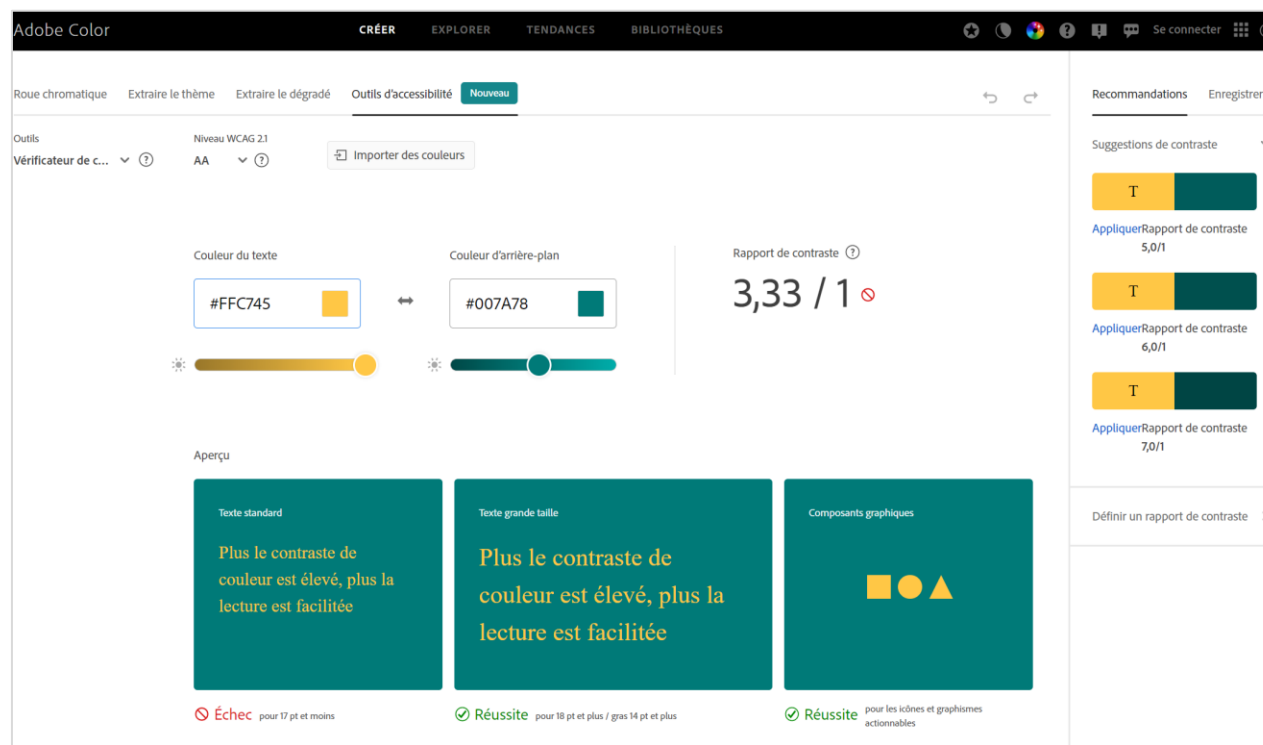 Adobe Color CRÉER EXPLORER TENDANCES BIBLIOTHÈQUES Se connecter
Roue chromatique Extraire le thème Extraire le dégradé Outils d'accessibilité Nouveau
Recommandations Enregistrer
Outils
Vérificateur de c...
Niveau WCAG 2.1
AA
Importer des couleurs
Couleur du texte
#FFC745
Couleur d'arrière-plan
#007A78
Rapport de contraste
3,33 / 1
Aperçu
Texte standard
Plus le contraste de
couleur est élevé, plus la
lecture est facilitée
Échec pour 17 pt et moins
Texte grande taille
Plus le contraste de
couleur est élevé, plus la
lecture est facilitée
Réussite pour 18 pt et plus / gras 14 pt et plus
Composants graphiques
Réussite pour les icônes et graphismes
actionnables
Suggestions de contraste
T
Appliquer Rapport de contraste
5,0/1
T
Appliquer Rapport de contraste
6,0/1
T
Appliquer Rapport de contraste
7,0/1
Définir un rapport de contraste